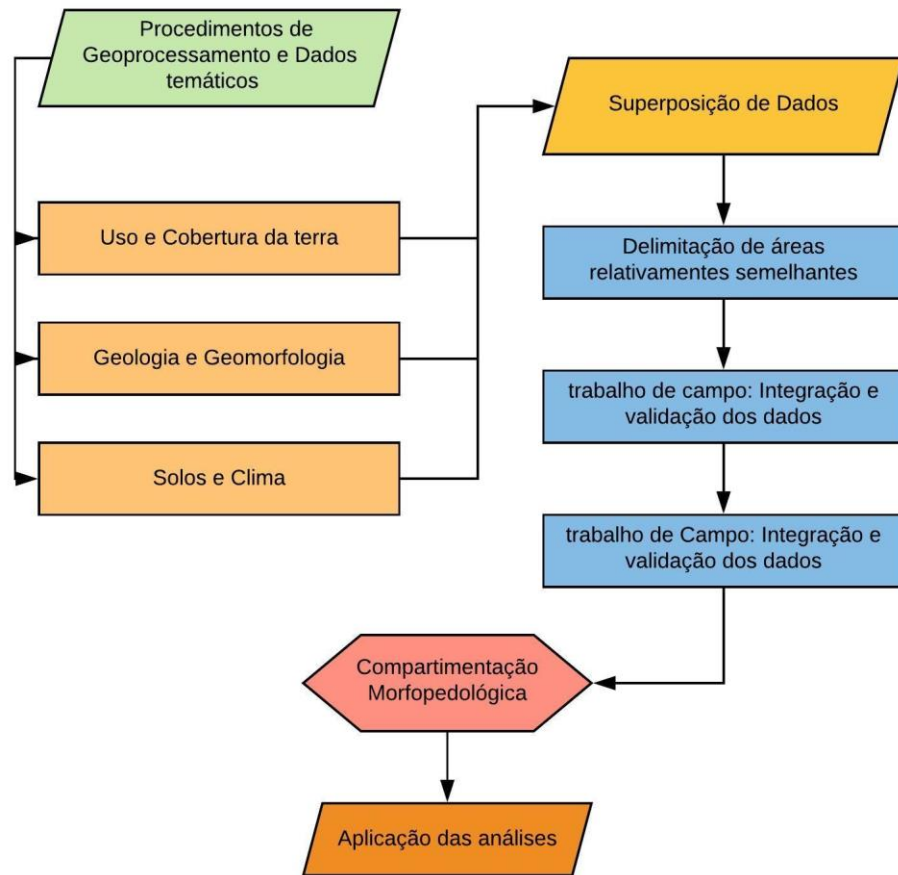 Procedimentos de
Geoprocessamento e Dados
temáticos
Uso e Cobertura da terra
Geologia e Geomorfologia
Solos e Clima
Superposição de Dados
Delimitação de áreas
relativamentes semelhantes
trabalho de campo: Integração e
validação dos dados
trabalho de Campo: Integração e
validação dos dados
Compartimentação
Morfopedológica
Aplicação das análises